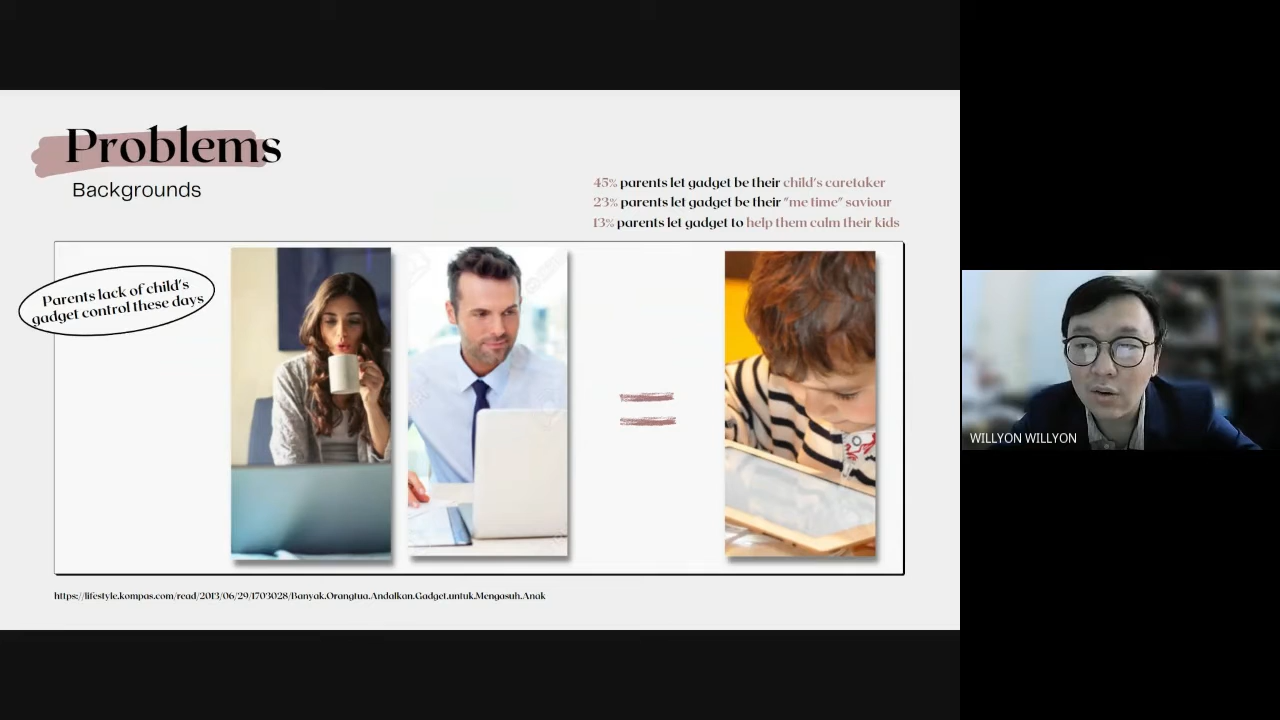 Problems
Backgrounds
45% parents let gadget be their child's caretaker
23% parents let gadget be their "me time" saviour
13% parents let gadget to help them calm their kids
Parents lack of child's
gadget control these days
https://lifestyle.kompas.com/read/2013/06/29/1703028/Banyak.Orangtua.Andalkan.Gadget.untuk.Mengasuh.Anak
WILLYON WILLYON